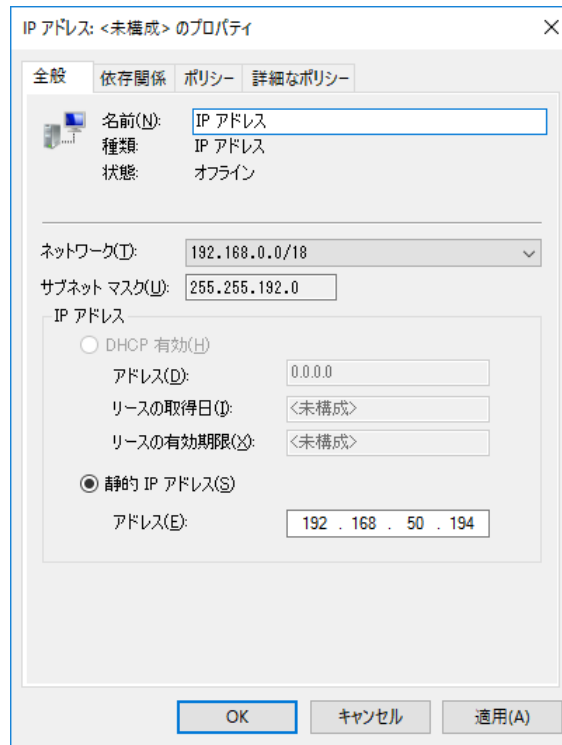 IP アドレス: <未構成> のプロパティ
全般 依存関係 ポリシー 詳細なポリシー
名前(N): IP アドレス
種類: IP アドレス
状態: オフライン
ネットワーク(T): 192.168.0.0/18
サブネット マスク(U): 255.255.192.0
IP アドレス
DHCP 有効(H)
アドレス(D): 0.0.0.0
リースの取得日(I): <未構成>
リースの有効期限(X): <未構成>
静的 IP アドレス(S)
アドレス(E): 192 . 168 . 50 . 194
OK キャンセル 適用(A)